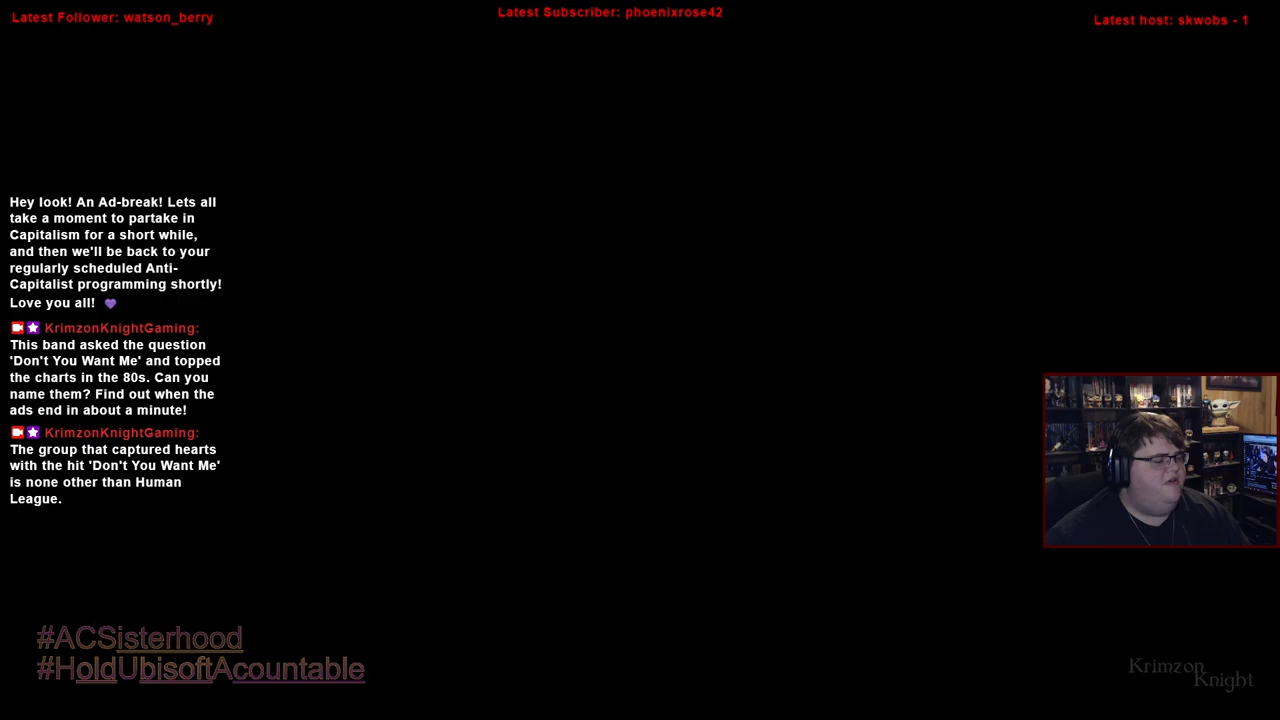 Latest Follower: watson_berry
Latest Subscriber: phoenixrose42
Latest host: skwobs - 1
Hey look! An Ad-break! Lets all
take a moment to partake in
Capitalism for a short while,
and then we'll be back to your
regularly scheduled Anti-
Capitalist programming shortly!
Love you all!
KrimzonKnightGaming:
This band asked the question
'Don't You Want Me' and topped
the charts in the 80s. Can you
name them? Find out when the
ads end in about a minute!
KrimzonKnightGaming:
The group that captured hearts
with the hit 'Don't You Want Me'
is none other than Human
League.
#ACSisterhood
#HoldUbisoftAcountable
Krimzon
Knight